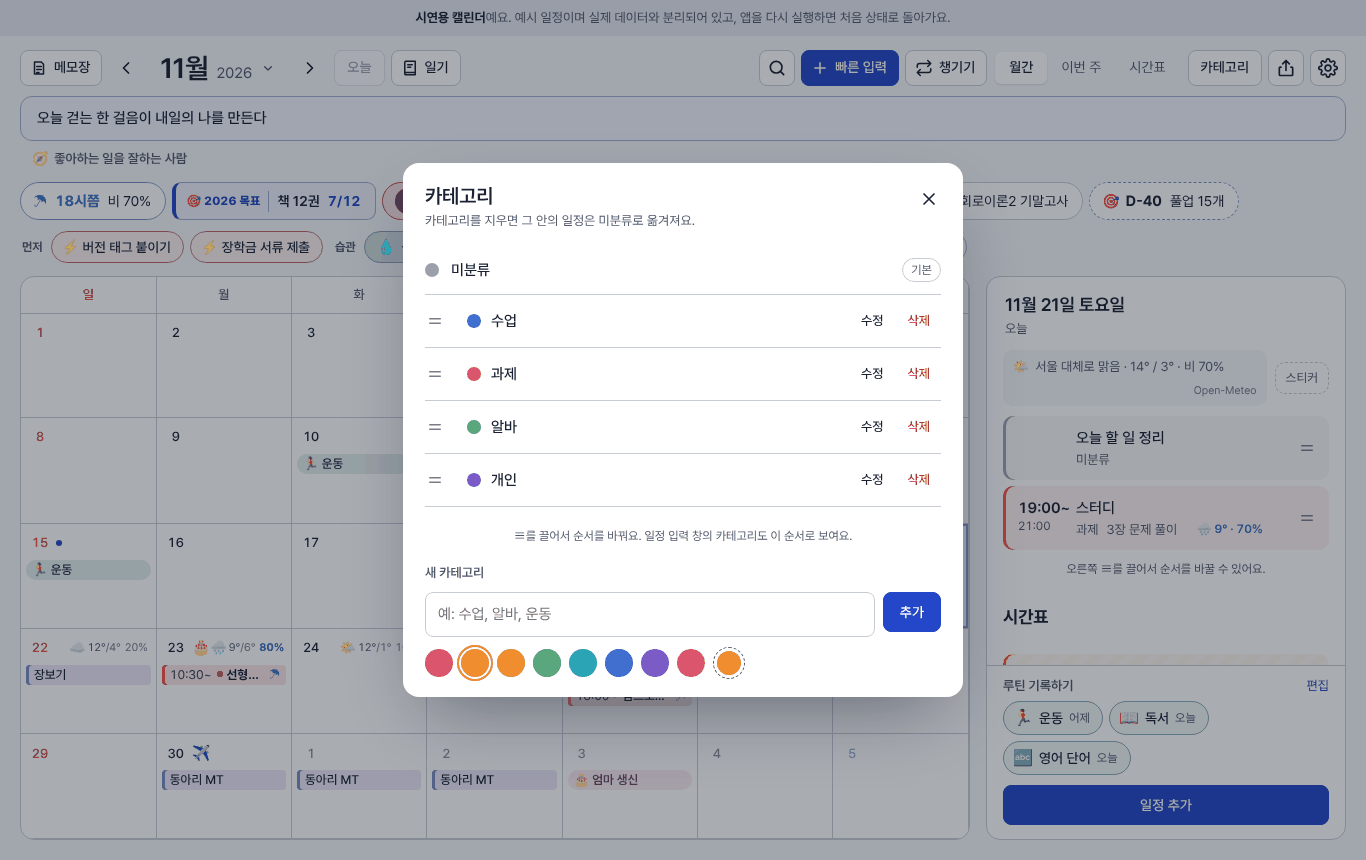 시연용 캘린더예요. 예시 일정이며 실제 데이터와 분리되어 있고, 앱을 다시 실행하면 처음 상태로 돌아가요.
메모장 11월 2026 오늘 일기 빠른 입력 챙기기 월간 이번 주 시간표 카테고리
오늘 걷는 한 걸음이 내일의 나를 만든다
좋아하는 일을 잘하는 사람
18시쯤 비 70% 2026 목표 책 12권 7/12 회로이론2 기말고사 D-40 풀업 15개
먼저 버전 태그 붙이기 장학금 서류 제출 습관
일 월 화
1 2 3
8 9 10
운동
15 16 17
운동
22 12°/4° 20% 23 9°/6° 80% 24 12°/1°
장보기 10:30~ 선형...
29 30 1 2 3 4 5
동아리 MT 동아리 MT 동아리 MT 엄마 생신
카테고리
카테고리를 지우면 그 안의 일정은 미분류로 옮겨져요.
미분류 기본
수업 수정 삭제
과제 수정 삭제
알바 수정 삭제
개인 수정 삭제
≡를 끌어서 순서를 바꿔요. 일정 입력 창의 카테고리도 이 순서로 보여요.
새 카테고리
예: 수업, 알바, 운동 추가
11월 21일 토요일
오늘
서울 대체로 맑음 · 14° / 3° · 비 70%
Open-Meteo
스티커
오늘 할 일 정리
미분류
19:00~ 스터디
21:00 과제 3장 문제 풀이 9° · 70%
오른쪽 ≡를 끌어서 순서를 바꿀 수 있어요.
시간표
루틴 기록하기 편집
운동 어제 독서 오늘
abc 영어 단어 오늘
일정 추가